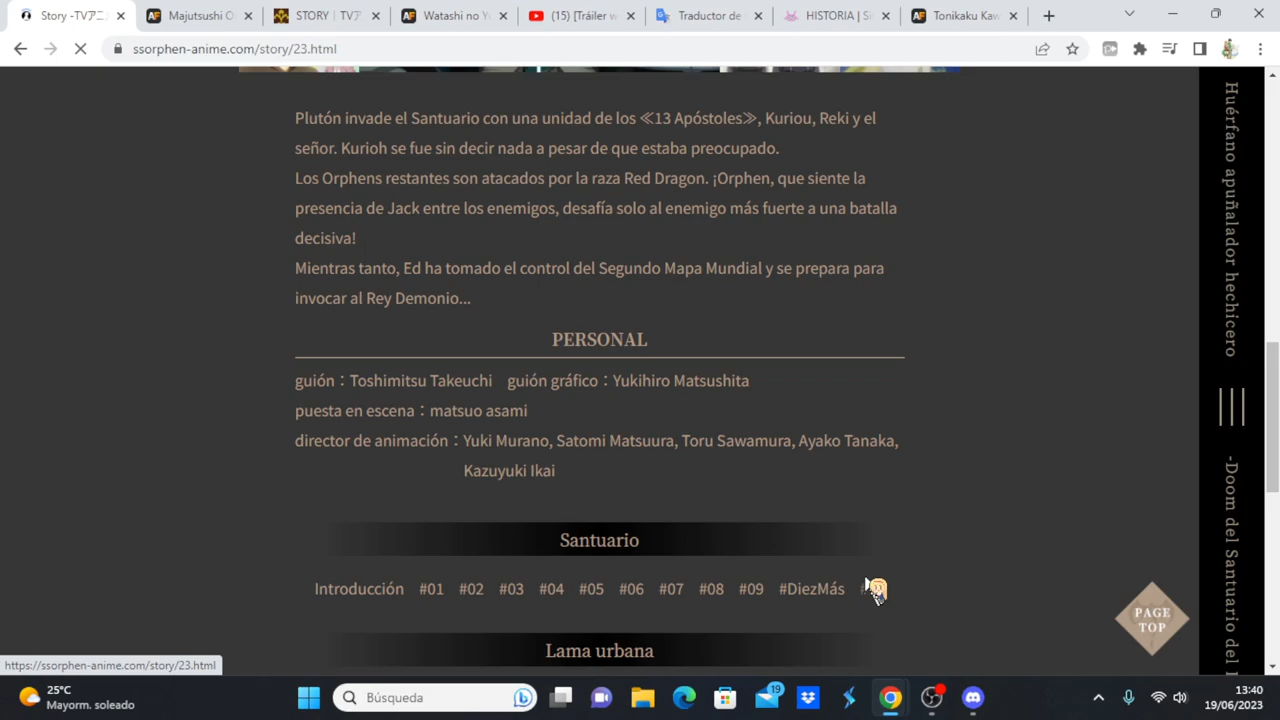 Story -TVア二
Majutsushi O
STORY | TVア
Watashi no Yu
(15) [Tráiler w
Traductor de
HISTORIA | Si
Tonikaku Kaw
ssorphen-anime.com/story/23.html
Plutón invade el Santuario con una unidad de los ≪13 Apóstoles≫, Kuriou, Reki y el
señor. Kurioh se fue sin decir nada a pesar de que estaba preocupado.
Los Orphens restantes son atacados por la raza Red Dragon. ¡Orphen, que siente la
presencia de Jack entre los enemigos, desafía solo al enemigo más fuerte a una batalla
decisiva!
Mientras tanto, Ed ha tomado el control del Segundo Mapa Mundial y se prepara para
invocar al Rey Demonio...
PERSONAL
guión：Toshimitsu Takeuchi guión gráfico：Yukihiro Matsushita
puesta en escena：matsuo asami
director de animación：Yuki Murano, Satomi Matsuura, Toru Sawamura, Ayako Tanaka,
Kazuyuki Ikai
Santuario
Introducción #01 #02 #03 #04 #05 #06 #07 #08 #09 #DiezMás
Lama urbana
Huérfano apuñalador hechicero
-Doom del Santuario del
PAGE
TOP
https://ssorphen-anime.com/story/23.html
25°C
Mayorm. soleado
Búsqueda
19
13:40
19/06/2023